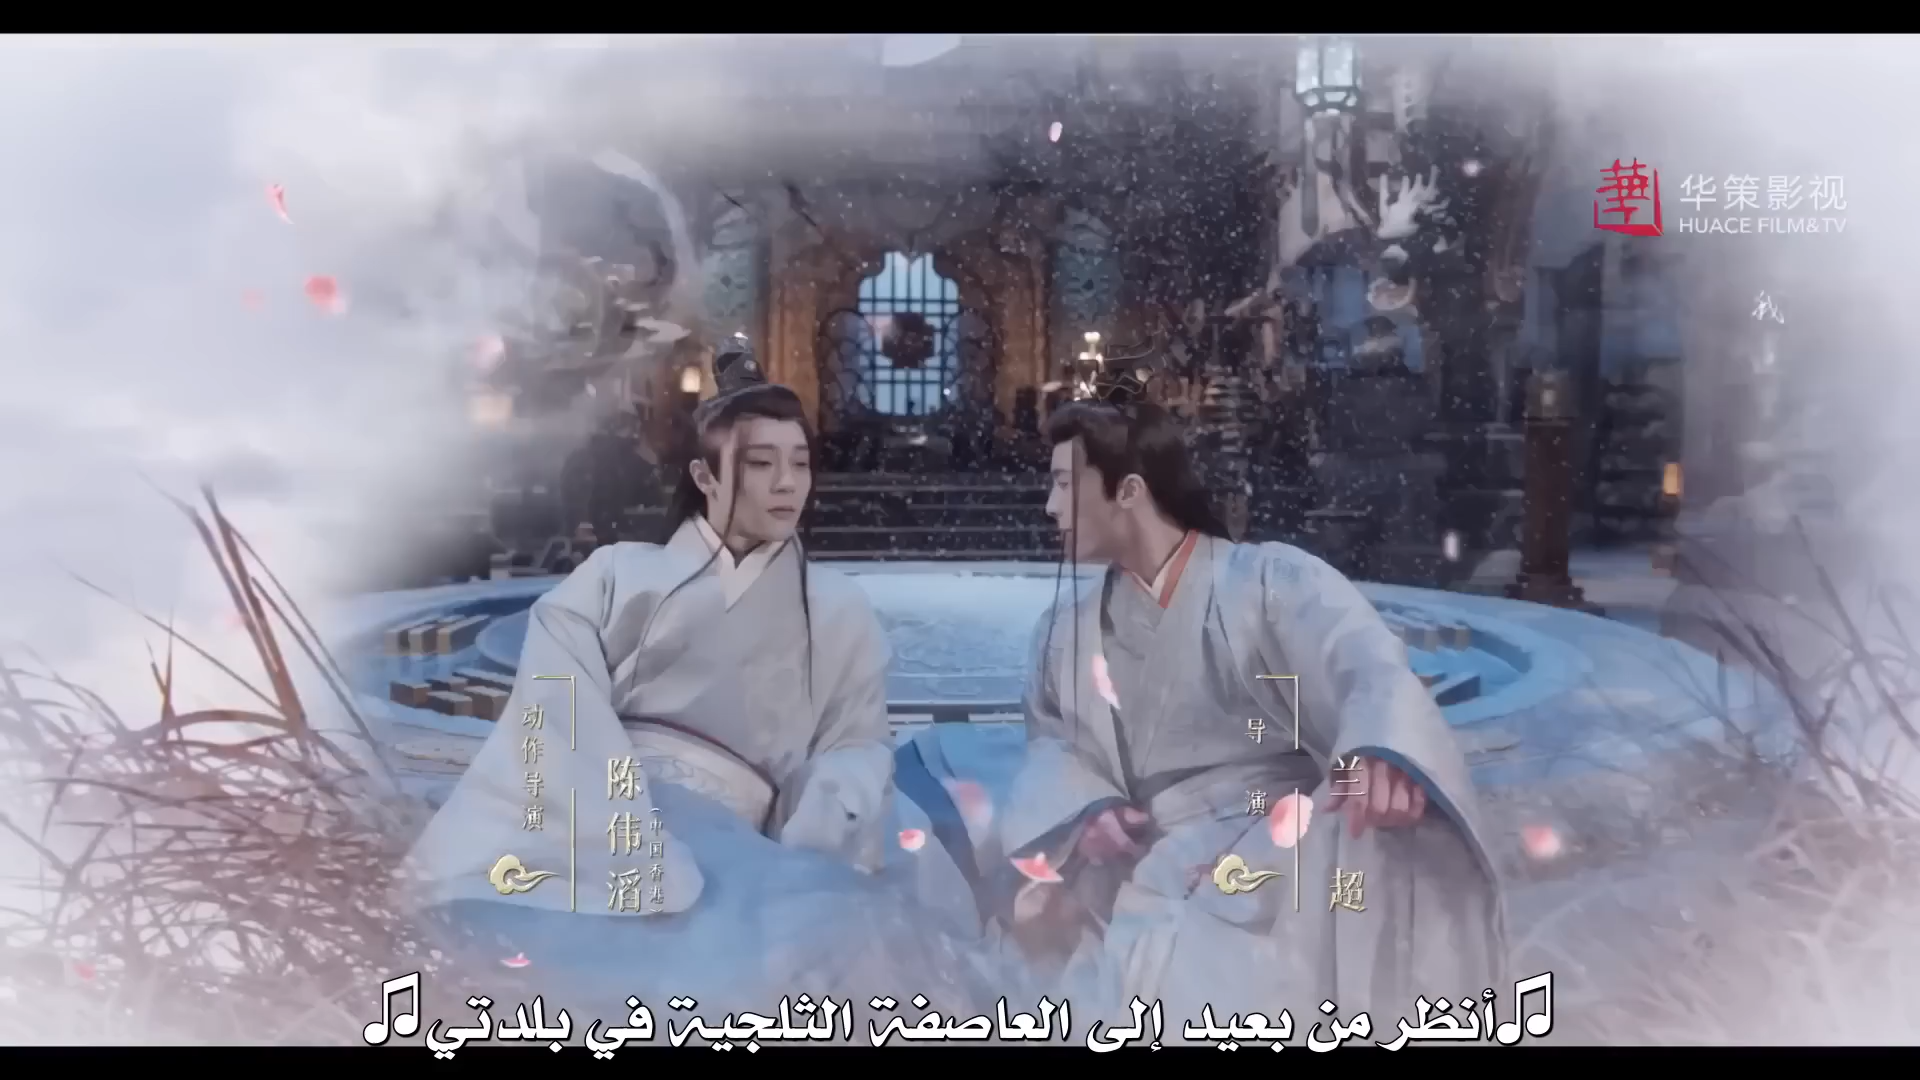 华策影视
HUACE FILM&TV
我
动作导演
陈伟滔
（中国香港）
导演
兰超
♫أنظر من بعيد إلى العاصفة الثلجية في بلدتي♫